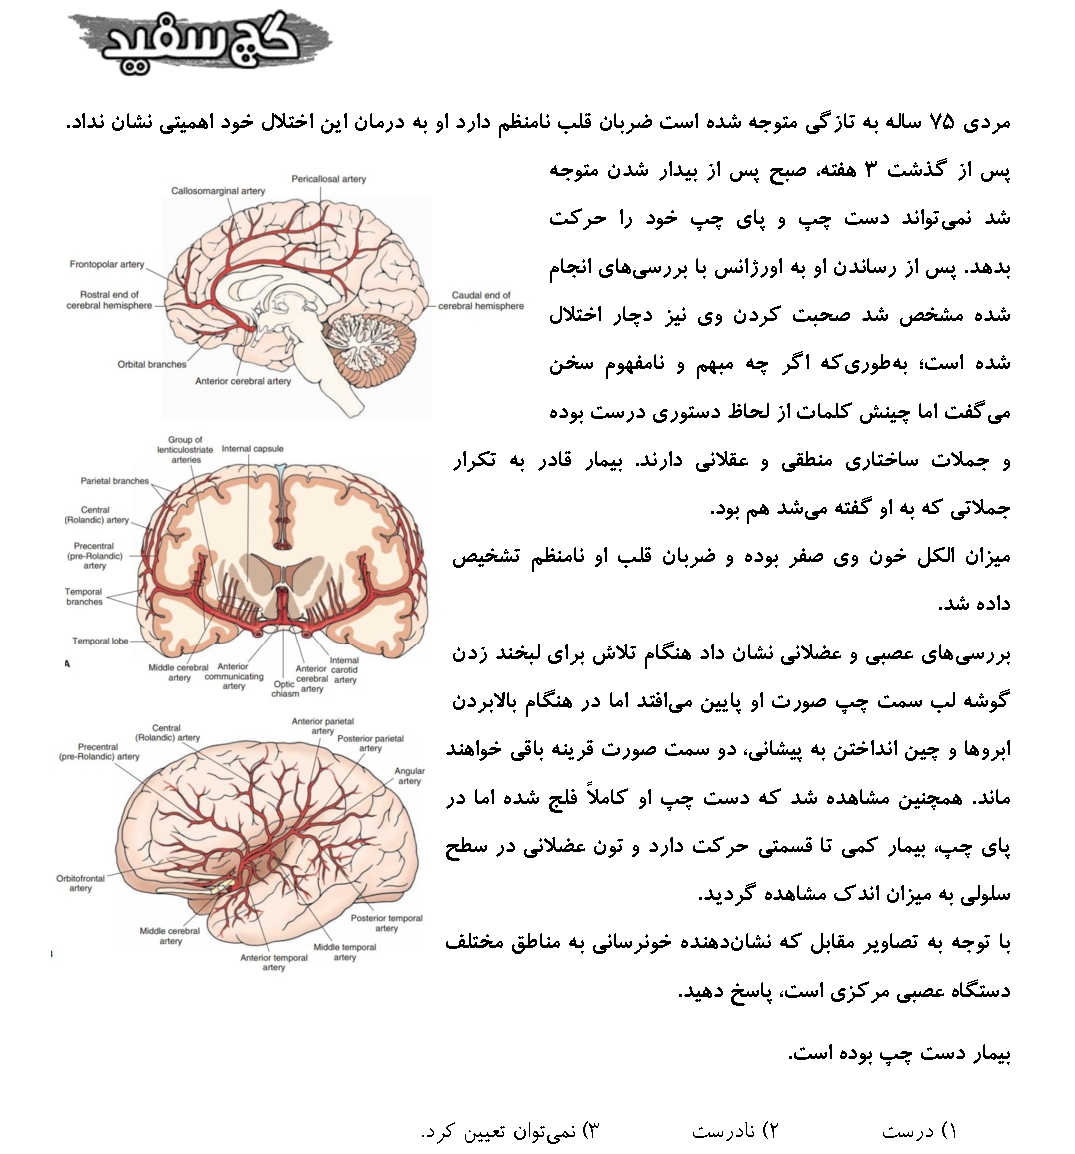 گچ سفید
مردی ۷۵ ساله به تازگی متوجه شده است ضربان قلب نامنظم دارد او به درمان این اختلال خود اهمیتی نشان نداد.
پس از گذشت ۳ هفته، صبح پس از بیدار شدن متوجه
شد نمی‌تواند دست چپ و پای چپ خود را حرکت
بدهد. پس از رساندن او به اورژانس با بررسی‌های انجام
شده مشخص شد صحبت کردن وی نیز دچار اختلال
شده است؛ به‌طوری‌که اگر چه مبهم و نامفهوم سخن
می‌گفت اما چینش کلمات از لحاظ دستوری درست بوده
و جملات ساختاری منطقی و عقلانی دارند. بیمار قادر به تکرار
جملاتی که به او گفته می‌شد هم بود.
میزان الکل خون وی صفر بوده و ضربان قلب او نامنظم تشخیص
داده شد.
بررسی‌های عصبی و عضلانی نشان داد هنگام تلاش برای لبخند زدن
گوشه لب سمت چپ صورت او پایین می‌افتد اما در هنگام بالابردن
ابروها و چین انداختن به پیشانی، دو سمت صورت قرینه باقی خواهند
ماند. همچنین مشاهده شد که دست چپ او کاملاً فلج شده اما در
پای چپ، بیمار کمی تا قسمتی حرکت دارد و تون عضلانی در سطح
سلولی به میزان اندک مشاهده گردید.
با توجه به تصاویر مقابل که نشان‌دهنده خونرسانی به مناطق مختلف
دستگاه عصبی مرکزی است، پاسخ دهید.
Pericallosal artery
Callosomarginal artery
Frontopolar artery
Rostral end of
cerebral hemisphere
Caudal end of
cerebral hemisphere
Orbital branches
Anterior cerebral artery
Group of
lenticulostriate
arteries
Internal capsule
Parietal branches
Central
(Rolandic) artery
Precentral
(pre-Rolandic)
artery
Temporal
branches
Temporal lobe
A
Middle cerebral
artery
Anterior
communicating
artery
Optic
chiasm
Anterior
cerebral
artery
Internal
carotid
artery
Central
(Rolandic) artery
Precentral
(pre-Rolandic) artery
Anterior parietal
artery
Posterior parietal
artery
Angular
artery
Orbitofrontal
artery
Middle cerebral
artery
Anterior temporal
artery
Middle temporal
artery
Posterior temporal
artery
بیمار دست چپ بوده است.
۱) درست ۲) نادرست ۳) نمی‌توان تعیین کرد.